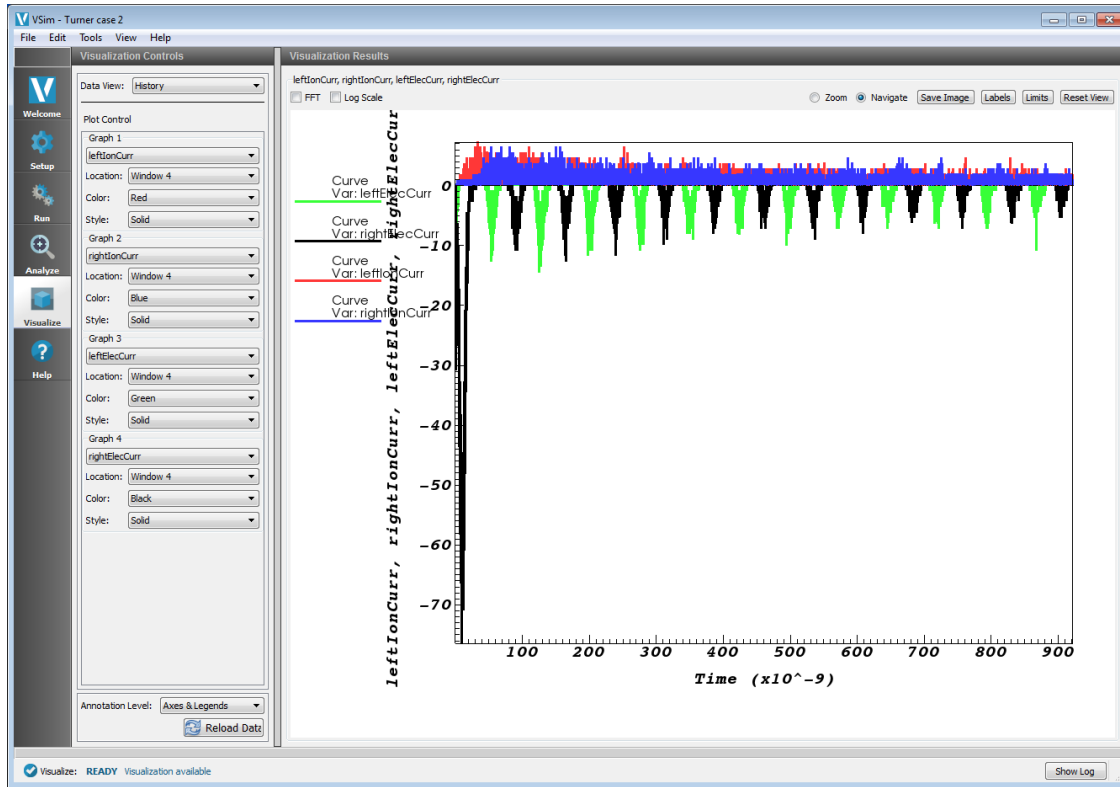 VSim - Turner case 2
File Edit Tools View Help
Welcome
Setup
Run
Analyze
Visualize
Help
Visualization Controls
Data View: History
Plot Control
Graph 1
leftIonCurr
Location: Window 4
Color: Red
Style: Solid
Graph 2
rightIonCurr
Location: Window 4
Color: Blue
Style: Solid
Graph 3
leftElecCurr
Location: Window 4
Color: Green
Style: Solid
Graph 4
rightElecCurr
Location: Window 4
Color: Black
Style: Solid
Annotation Level: Axes & Legends
Reload Data
Visualization Results
leftIonCurr, rightIonCurr, leftElecCurr, rightElecCurr
FFT Log Scale Zoom Navigate Save Image Labels Limits Reset View
Curve
Var: leftElecCurr
Curve
Var: rightElecCurr
Curve
Var: leftIonCurr
Curve
Var: rightIonCurr
leftIonCurr, rightIonCurr, leftElecCurr, rightElecCur
0
-10
-20
-30
-40
-50
-60
-70
100 200 300 400 500 600 700 800 900
Time (x10^-9)
Visualize: READY Visualization available
Show Log